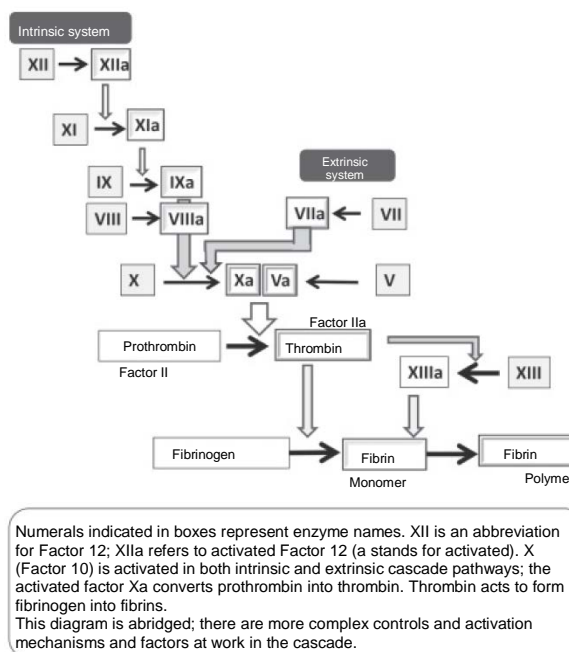 Intrinsic system
XII
XIIa
XI
XIa
IX
IXa
Extrinsic
system
VIII
VIIIa
VIIa
VII
X
Xa
Va
V
Factor IIa
Prothrombin
Thrombin
Factor II
XIIIa
XIII
Fibrinogen
Fibrin
Fibrin
Monomer
Polyme
Numerals indicated in boxes represent enzyme names. XII is an abbreviation
for Factor 12; XIIa refers to activated Factor 12 (a stands for activated). X
(Factor 10) is activated in both intrinsic and extrinsic cascade pathways; the
activated factor Xa converts prothrombin into thrombin. Thrombin acts to form
fibrinogen into fibrins.
This diagram is abridged; there are more complex controls and activation
mechanisms and factors at work in the cascade.